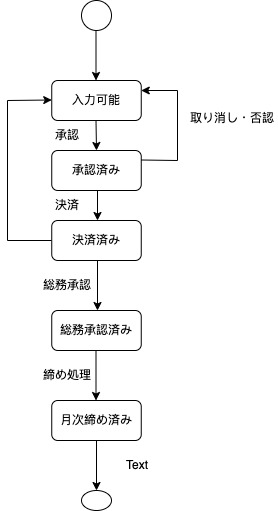 入力可能
取り消し・否認
承認
承認済み
決済
決済済み
総務承認
総務承認済み
締め処理
月次締め済み
Text